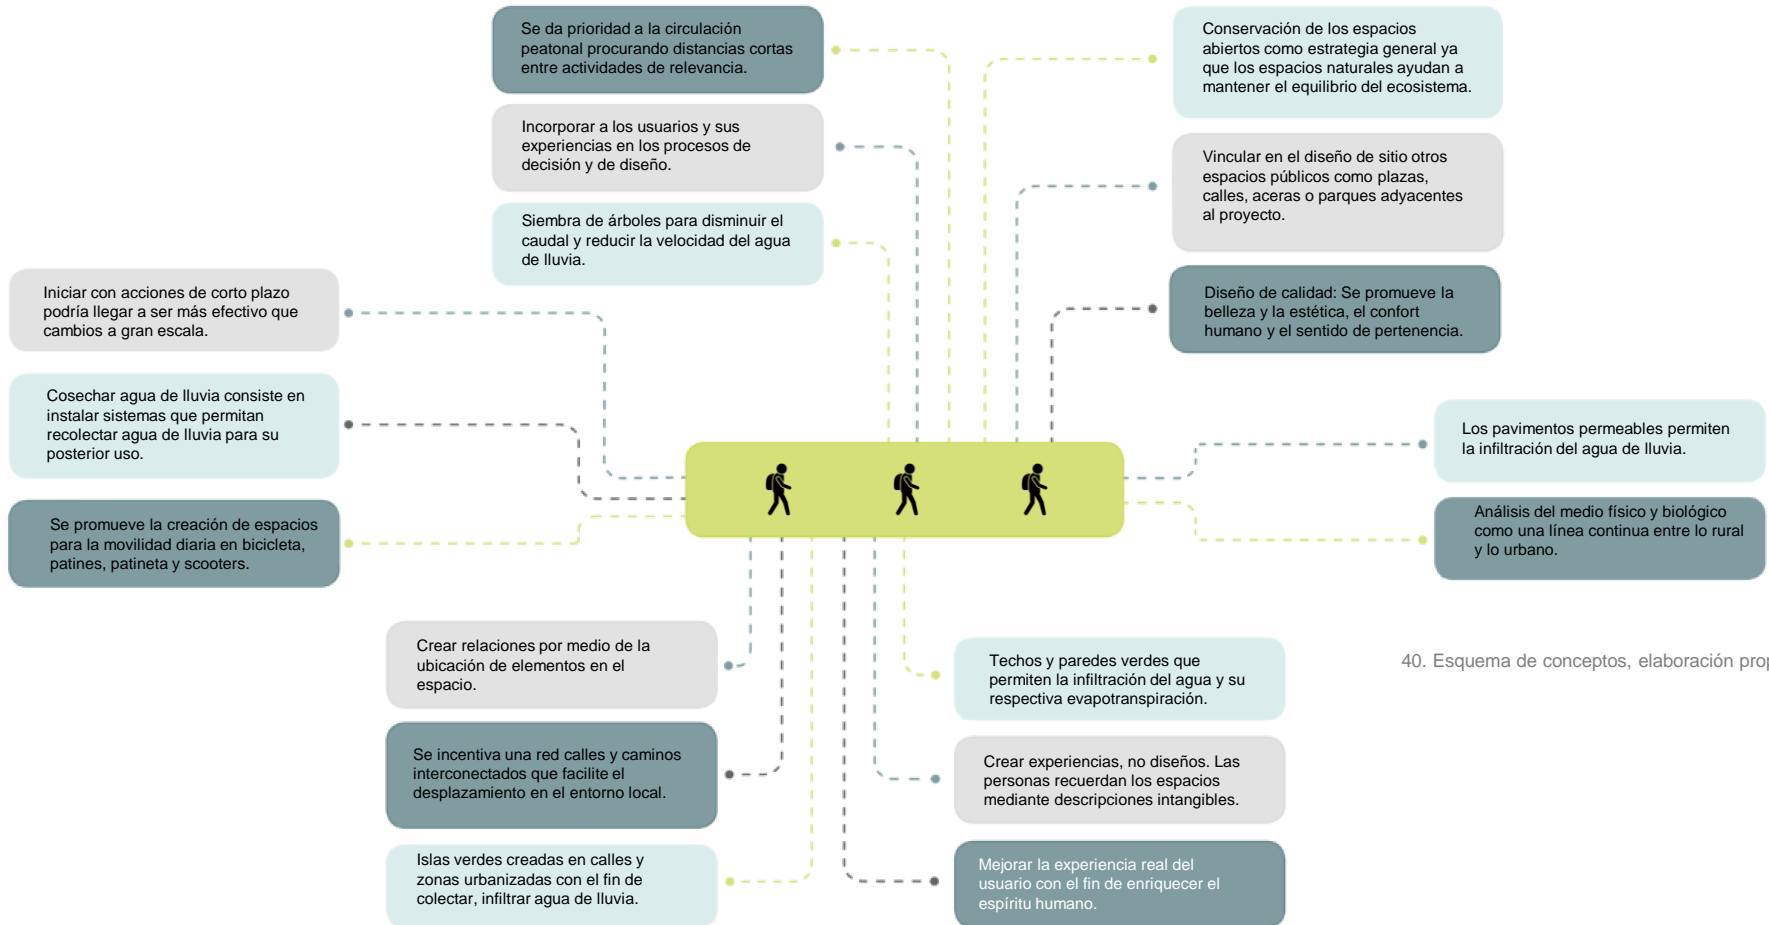 Se da prioridad a la circulación
peatonal procurando distancias cortas
entre actividades de relevancia.
Incorporar a los usuarios y sus
experiencias en los procesos de
decisión y de diseño.
Siembra de árboles para disminuir el
caudal y reducir la velocidad del agua
de lluvia.
Conservación de los espacios
abiertos como estrategia general ya
que los espacios naturales ayudan a
mantener el equilibrio del ecosistema.
Vincular en el diseño de sitio otros
espacios públicos como plazas,
calles, aceras o parques adyacentes
al proyecto.
Diseño de calidad: Se promueve la
belleza y la estética, el confort
humano y el sentido de pertenencia.
Iniciar con acciones de corto plazo
podría llegar a ser más efectivo que
cambios a gran escala.
Cosechar agua de lluvia consiste en
instalar sistemas que permitan
recolectar agua de lluvia para su
posterior uso.
Se promueve la creación de espacios
para la movilidad diaria en bicicleta,
patines, patineta y scooters.
Los pavimentos permeables permiten
la infiltración del agua de lluvia.
Análisis del medio físico y biológico
como una línea continua entre lo rural
y lo urbano.
Crear relaciones por medio de la
ubicación de elementos en el
espacio.
Se incentiva una red calles y caminos
interconectados que facilite el
desplazamiento en el entorno local.
Islas verdes creadas en calles y
zonas urbanizadas con el fin de
colectar, infiltrar agua de lluvia.
Techos y paredes verdes que
permiten la infiltración del agua y su
respectiva evapotranspiración.
Crear experiencias, no diseños. Las
personas recuerdan los espacios
mediante descripciones intangibles.
Mejorar la experiencia real del
usuario con el fin de enriquecer el
espíritu humano.
40. Esquema de conceptos, elaboración